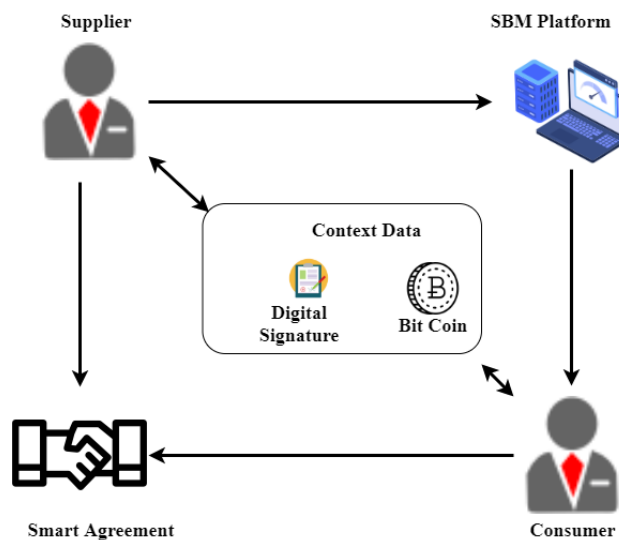 Supplier
SBM Platform
Context Data
Digital
Signature
Bit Coin
Smart Agreement
Consumer